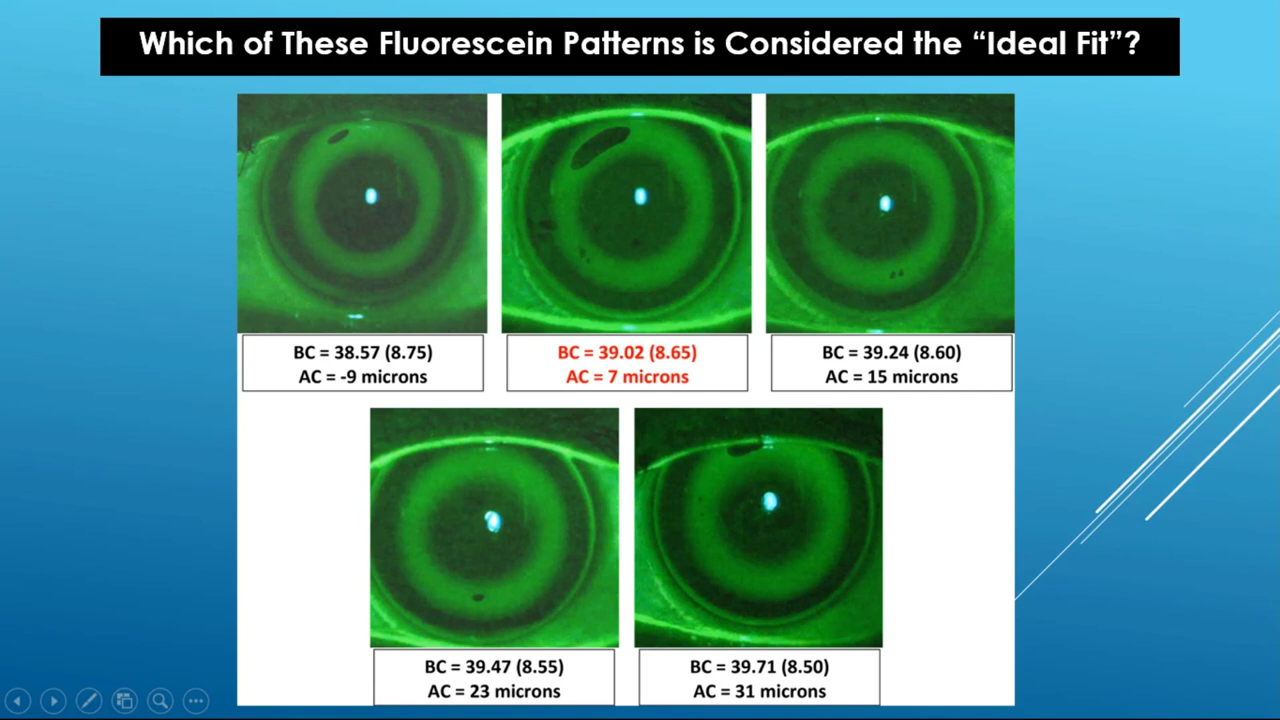 Which of These Fluorescein Patterns is Considered the “Ideal Fit”?
BC = 38.57 (8.75)
AC = -9 microns
BC = 39.02 (8.65)
AC = 7 microns
BC = 39.24 (8.60)
AC = 15 microns
BC = 39.47 (8.55)
AC = 23 microns
BC = 39.71 (8.50)
AC = 31 microns